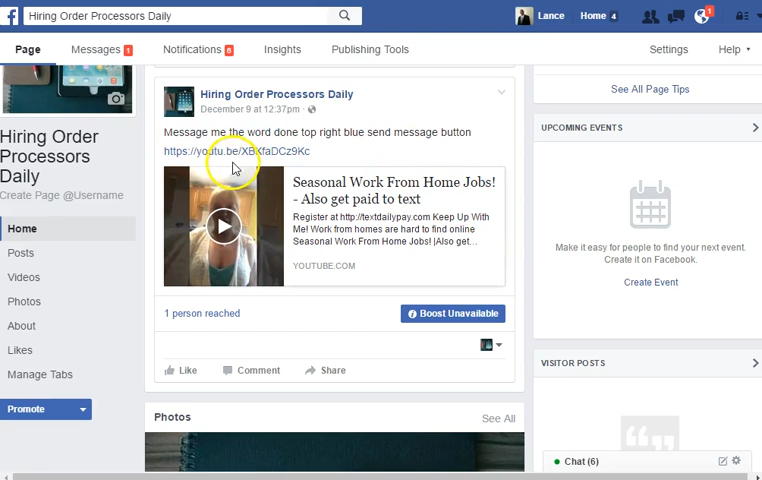 Hiring Order Processors Daily
Lance
Home 4
1
Page
Messages 1
Notifications 6
Insights
Publishing Tools
Settings
Help
Hiring Order
Processors
Daily
Create Page @Username
Home
Posts
Videos
Photos
About
Likes
Manage Tabs
Promote
Hiring Order Processors Daily
December 9 at 12:37pm
Message me the word done top right blue send message button
https://youtu.be/XBXfaDCz9Kc
Seasonal Work From Home Jobs!
- Also get paid to text
Register at http://textdailypay.com Keep Up With
Me! Work from homes are hard to find online
Seasonal Work From Home Jobs! |Also get...
YOUTUBE.COM
1 person reached
Boost Unavailable
Like
Comment
Share
Photos
See All
See All Page Tips
UPCOMING EVENTS
Make it easy for people to find your next event.
Create it on Facebook.
Create Event
VISITOR POSTS
Chat (6)